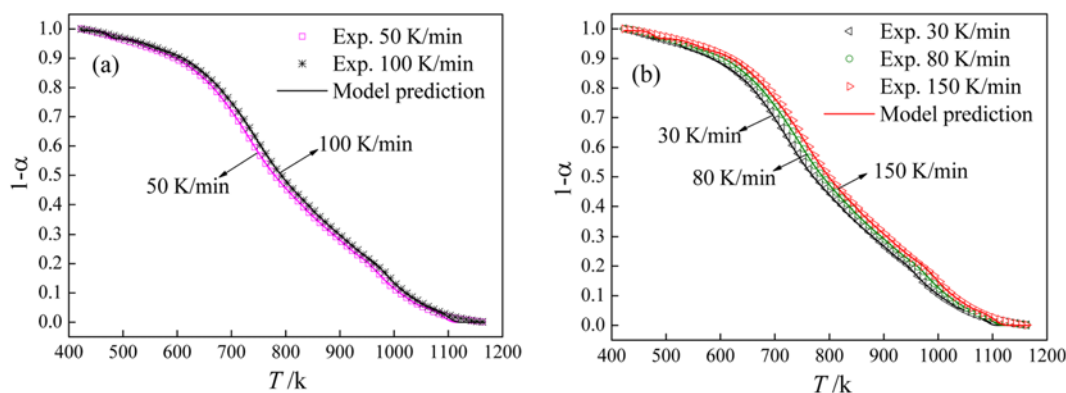 (a)
Exp. 50 K/min
Exp. 100 K/min
Model prediction
100 K/min
50 K/min
1-α
1.0
0.9
0.8
0.7
0.6
0.5
0.4
0.3
0.2
0.1
0.0
400 500 600 700 800 900 1000 1100 1200
T /k
(b)
Exp. 30 K/min
Exp. 80 K/min
Exp. 150 K/min
Model prediction
30 K/min
80 K/min
150 K/min
1-α
1.0
0.9
0.8
0.7
0.6
0.5
0.4
0.3
0.2
0.1
0.0
400 500 600 700 800 900 1000 1100 1200
T /k